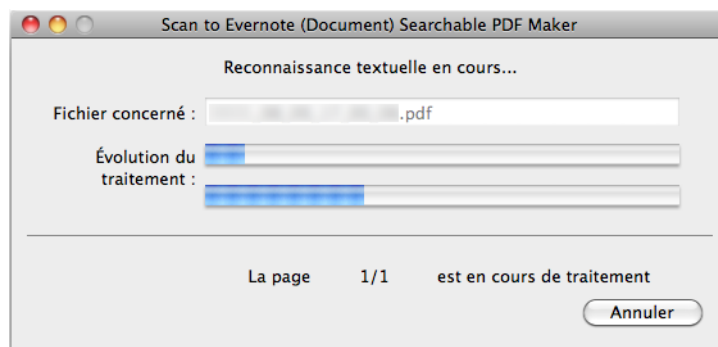 Scan to Evernote (Document) Searchable PDF Maker
Reconnaissance textuelle en cours...
Fichier concerné : .pdf
Évolution du
traitement :
La page 1/1 est en cours de traitement
Annuler